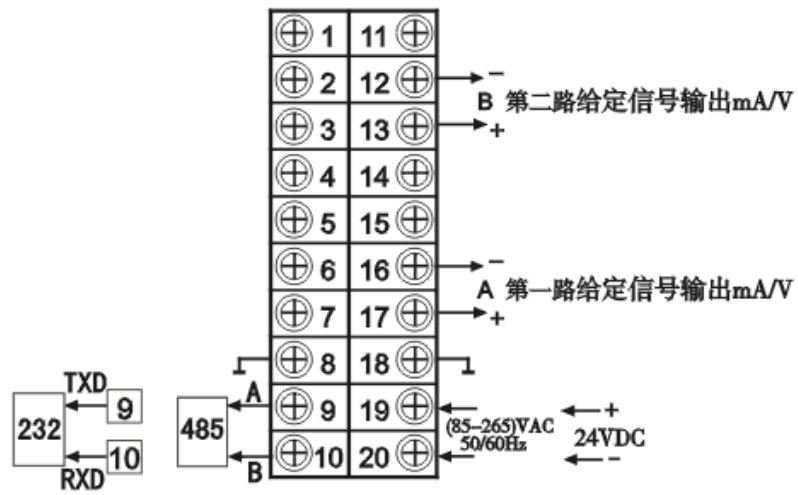 1 11
2 12 −
B 第二路给定信号输出mA/V
3 13 +
4 14
5 15
6 16 −
A 第一路给定信号输出mA/V
7 17 +
8 18
TXD 9 A 9 19 +
232 485 (85–265)VAC 24VDC
50/60Hz
10 B 10 20 −
RXD